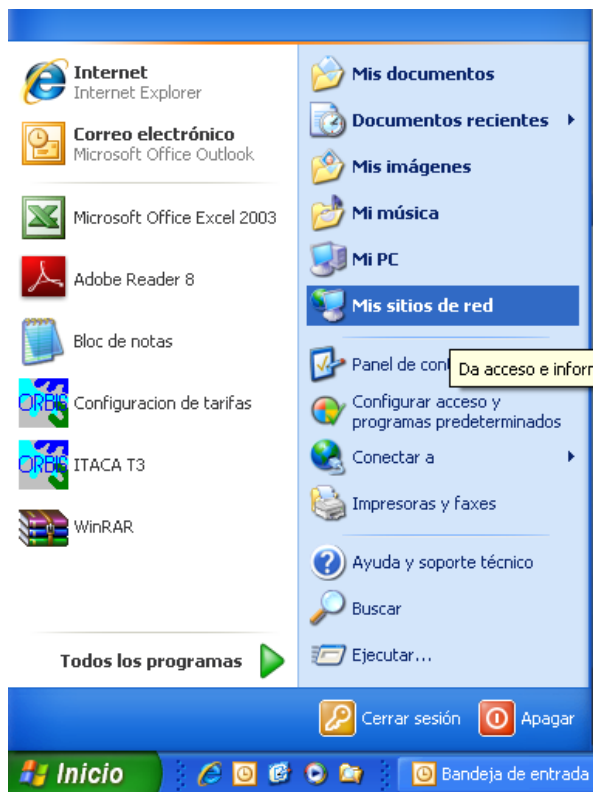 Internet
Internet Explorer
Correo electrónico
Microsoft Office Outlook
Microsoft Office Excel 2003
Adobe Reader 8
Bloc de notas
ORBIS
Configuracion de tarifas
ORBIS
ITACA T3
WinRAR
Todos los programas
Mis documentos
Documentos recientes
Mis imágenes
Mi música
Mi PC
Mis sitios de red
Panel de con
Da acceso e infor
Configurar acceso y
programas predeterminados
Conectar a
Impresoras y faxes
Ayuda y soporte técnico
Buscar
Ejecutar...
Cerrar sesión
Apagar
Inicio
Bandeja de entrada